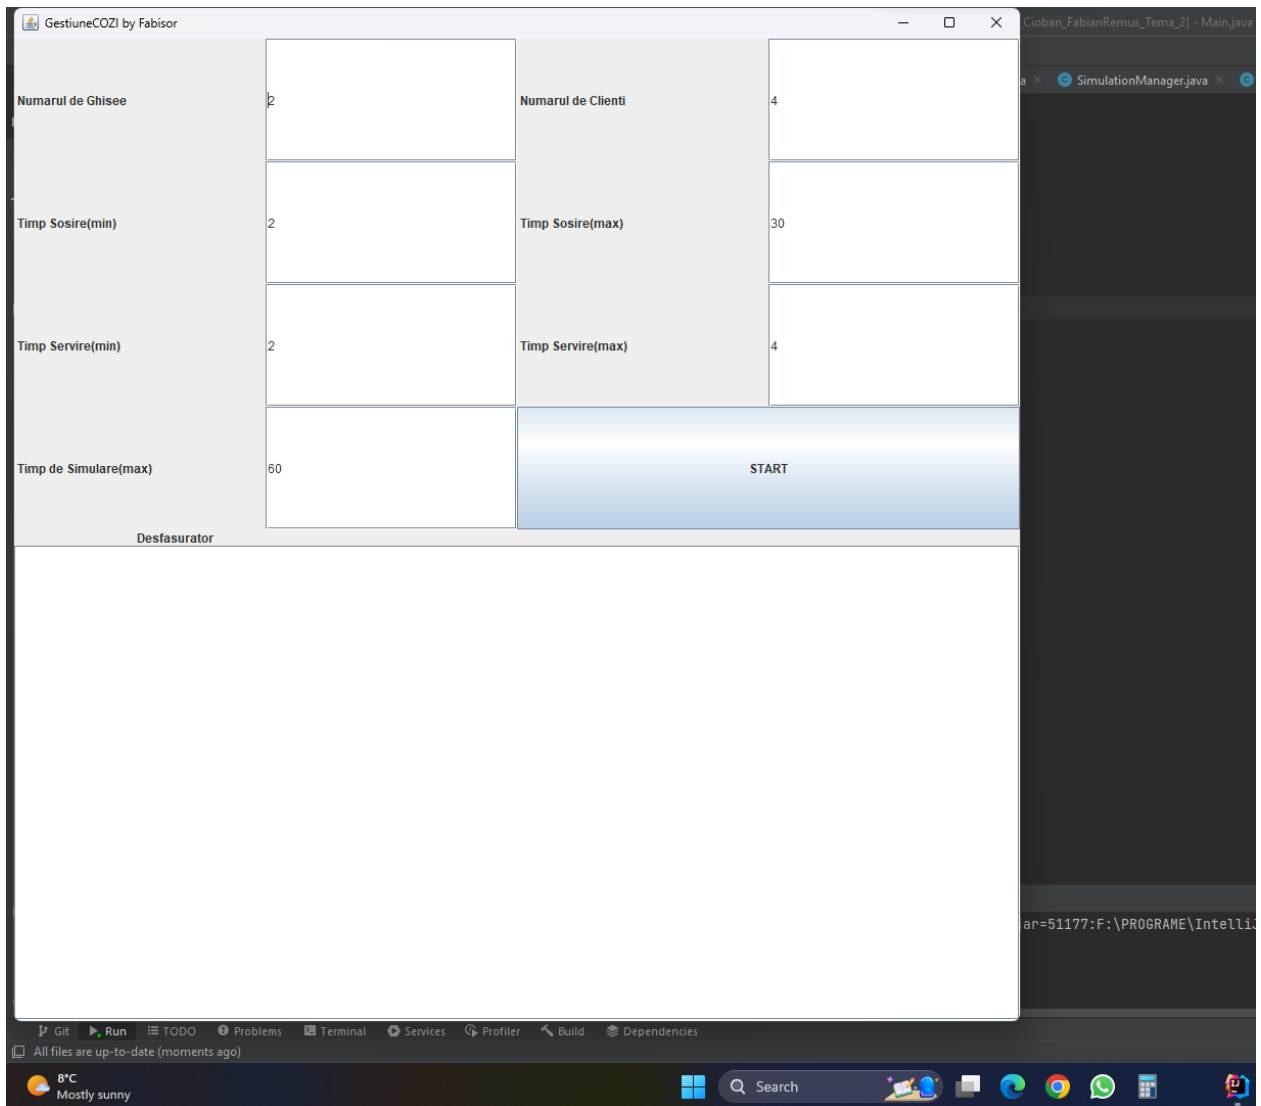 GestiuneCOZI by Fabisor
Cioban_FabianRemus_Tema_2] - Main.java
a SimulationManager.java
Numarul de Ghisee 2 Numarul de Clienti 4
Timp Sosire(min) 2 Timp Sosire(max) 30
Timp Servire(min) 2 Timp Servire(max) 4
Timp de Simulare(max) 60 START
Desfasurator
ar=51177:F:\PROGRAME\IntelliJ
Git Run TODO Problems Terminal Services Profiler Build Dependencies
All files are up-to-date (moments ago)
8°C
Mostly sunny
Search